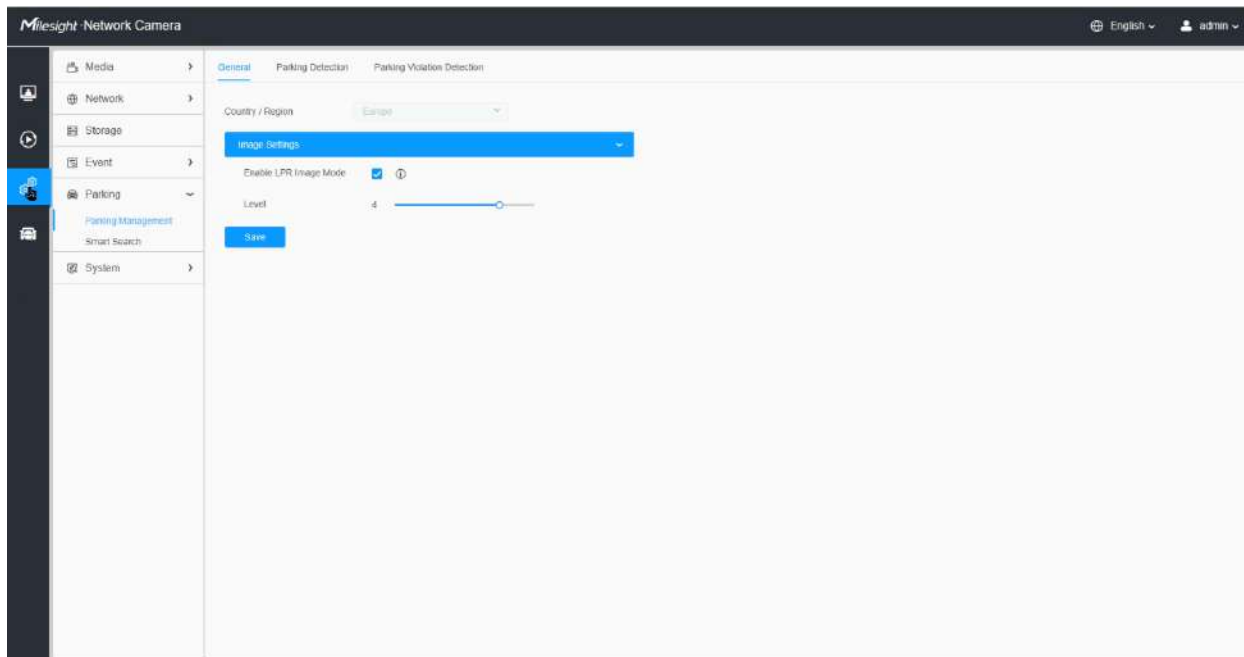 Milesight Network Camera
English
admin
Media
Network
Storage
Event
Parking
Parking Management
Smart Search
System
General Parking Detection Parking Violation Detection
Country / Region Europe
Image Settings
Enable LPR Image Mode
Level 4
Save